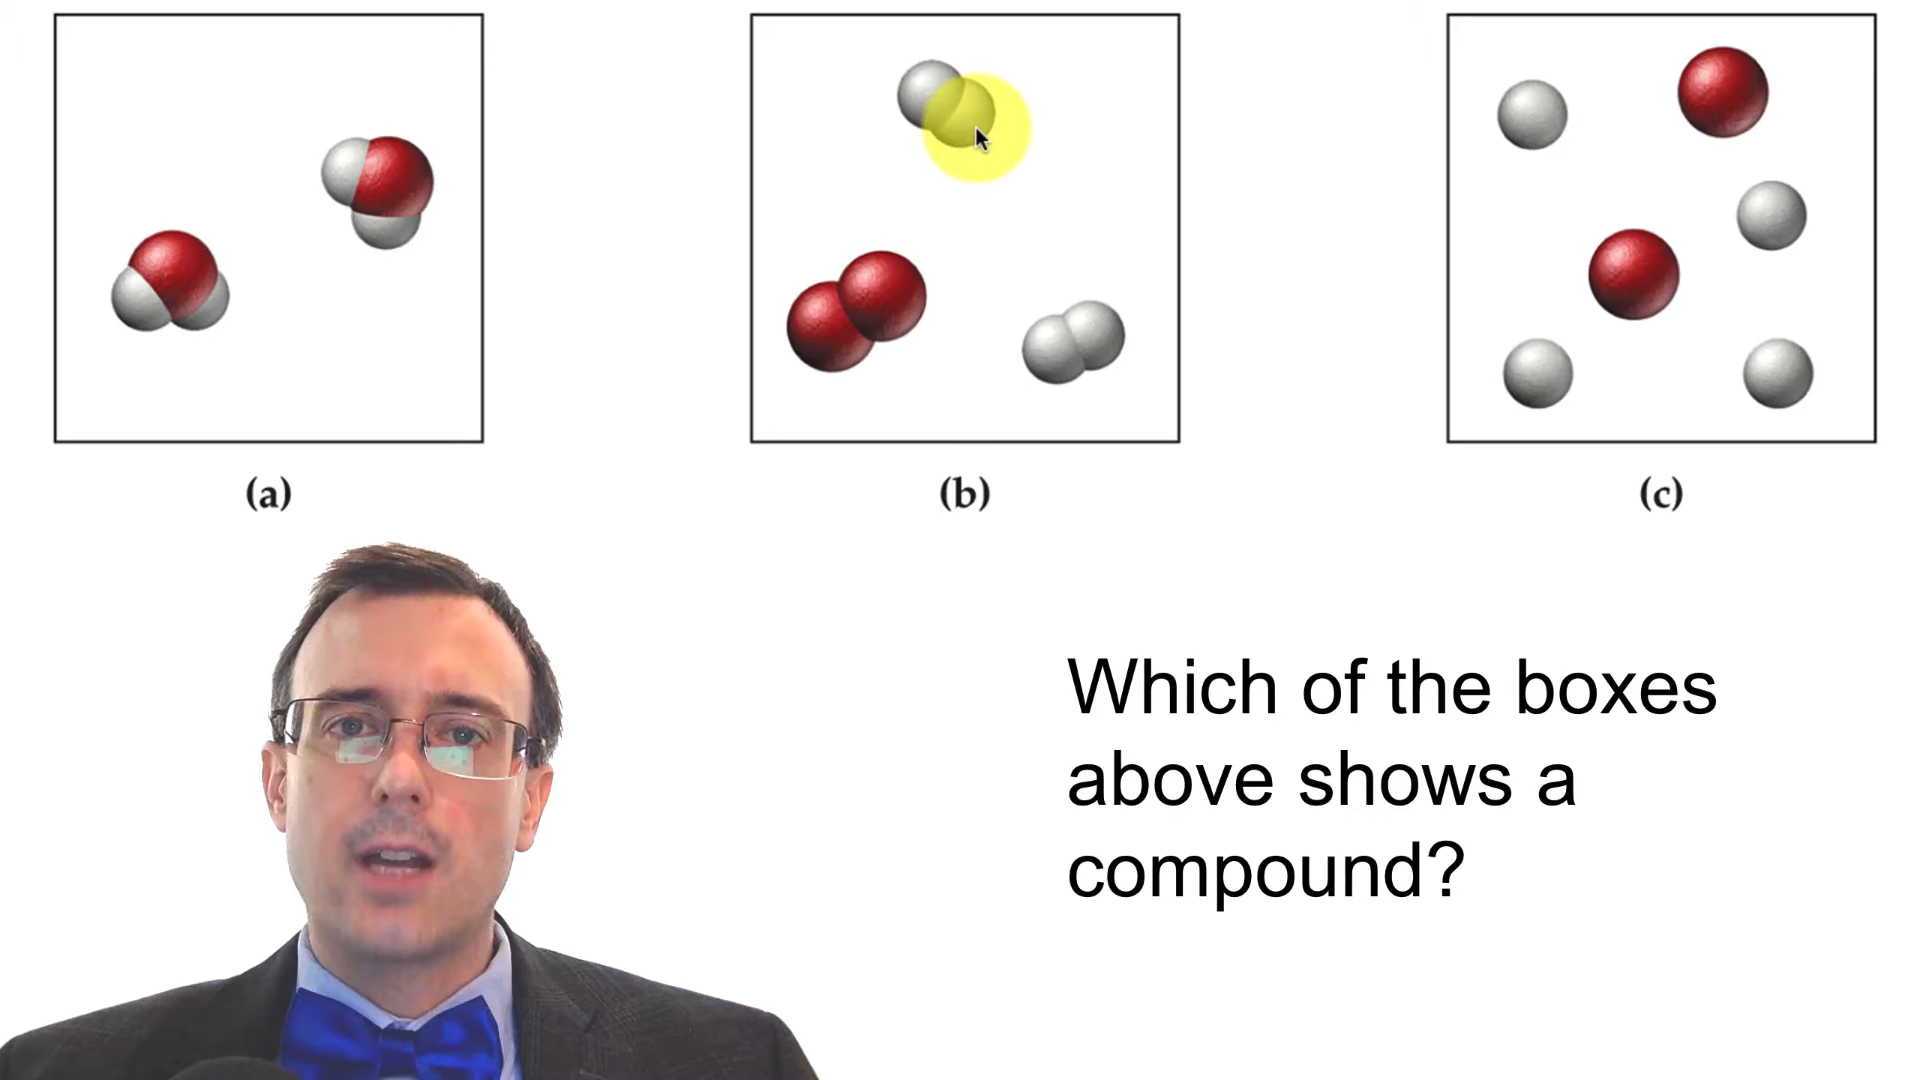 (a)
(b)
(c)
Which of the boxes
above shows a
compound?